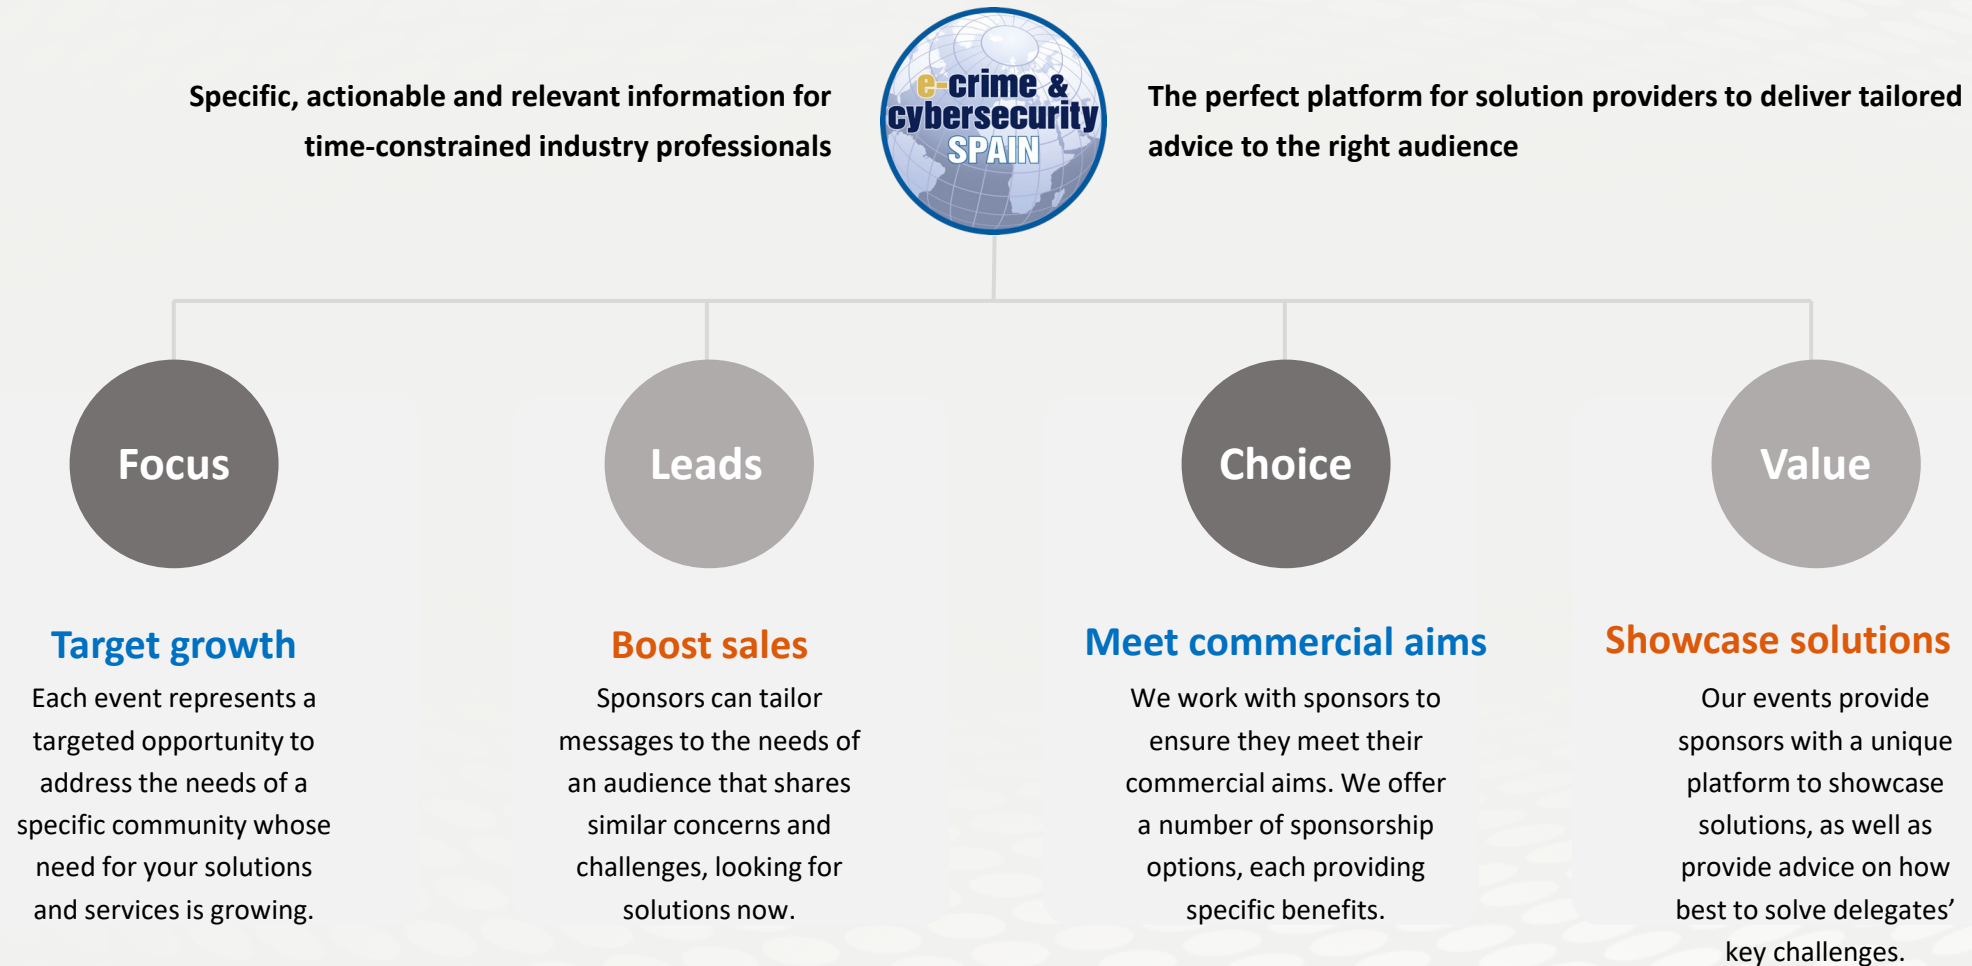 Specific, actionable and relevant information for
time-constrained industry professionals
e-crime &
cybersecurity
SPAIN
The perfect platform for solution providers to deliver tailored
advice to the right audience
Focus
Target growth
Each event represents a
targeted opportunity to
address the needs of a
specific community whose
need for your solutions
and services is growing.
Leads
Boost sales
Sponsors can tailor
messages to the needs of
an audience that shares
similar concerns and
challenges, looking for
solutions now.
Choice
Meet commercial aims
We work with sponsors to
ensure they meet their
commercial aims. We offer
a number of sponsorship
options, each providing
specific benefits.
Value
Showcase solutions
Our events provide
sponsors with a unique
platform to showcase
solutions, as well as
provide advice on how
best to solve delegates’
key challenges.